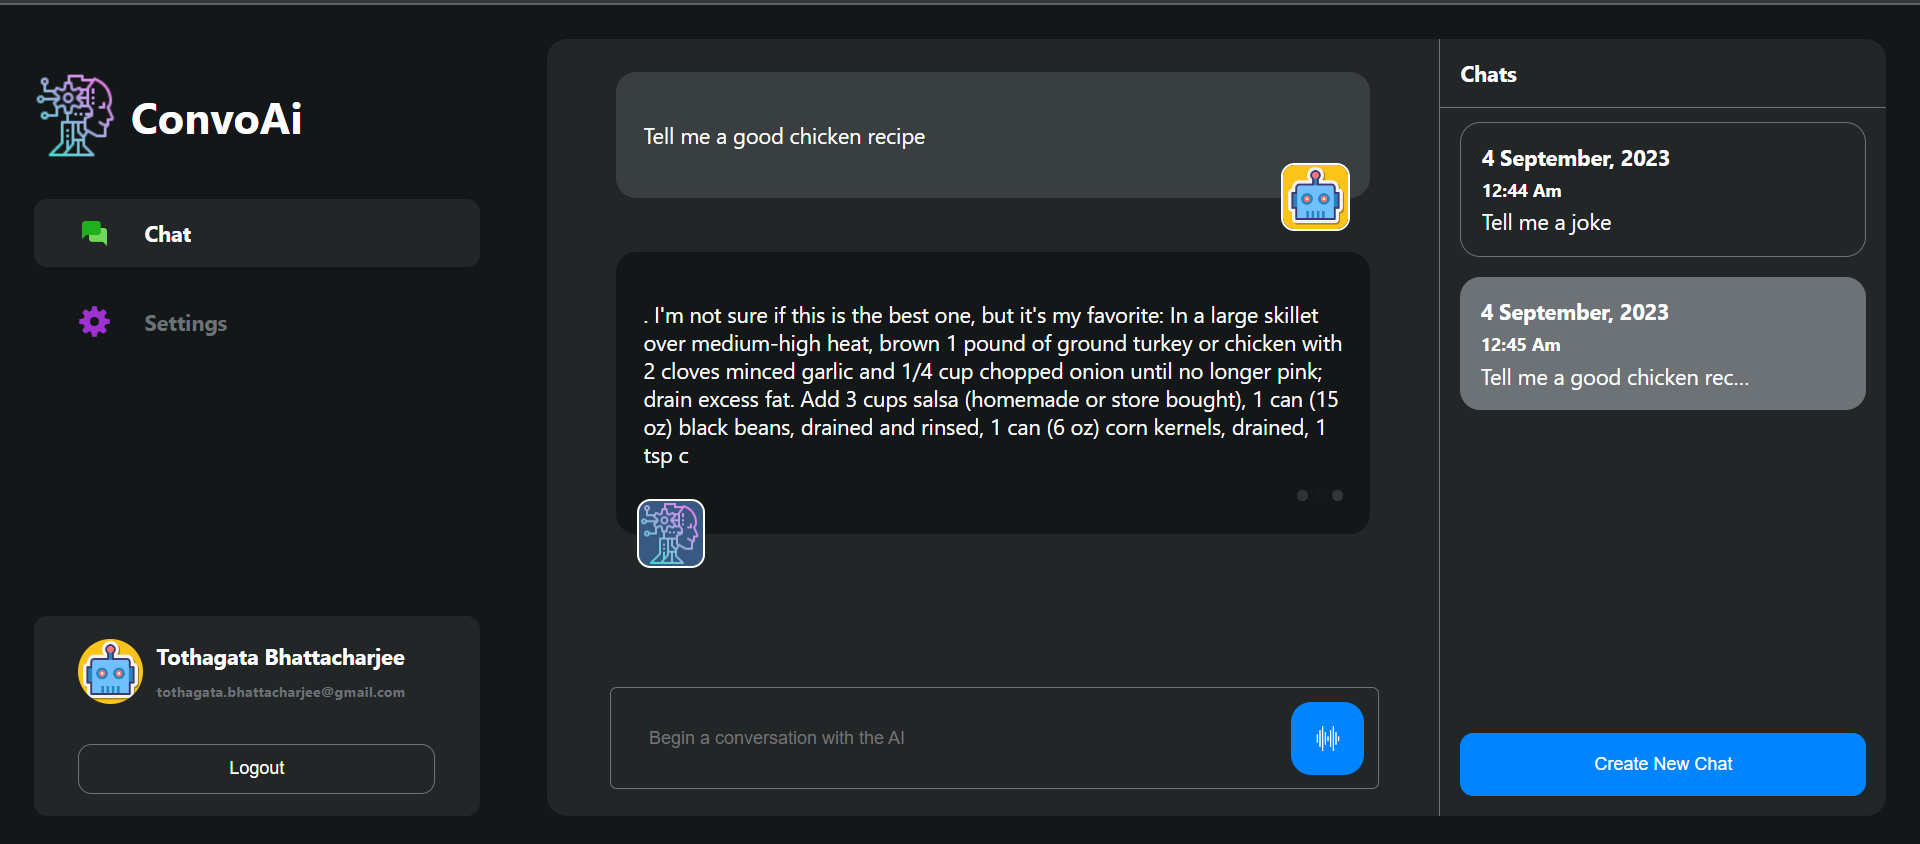 ConvoAi
Chat
Settings
Tothagata Bhattacharjee
tothagata.bhattacharjee@gmail.com
Logout
Tell me a good chicken recipe
. I'm not sure if this is the best one, but it's my favorite: In a large skillet
over medium-high heat, brown 1 pound of ground turkey or chicken with
2 cloves minced garlic and 1/4 cup chopped onion until no longer pink;
drain excess fat. Add 3 cups salsa (homemade or store bought), 1 can (15
oz) black beans, drained and rinsed, 1 can (6 oz) corn kernels, drained, 1
tsp c
Begin a conversation with the AI
Chats
4 September, 2023
12:44 Am
Tell me a joke
4 September, 2023
12:45 Am
Tell me a good chicken rec...
Create New Chat